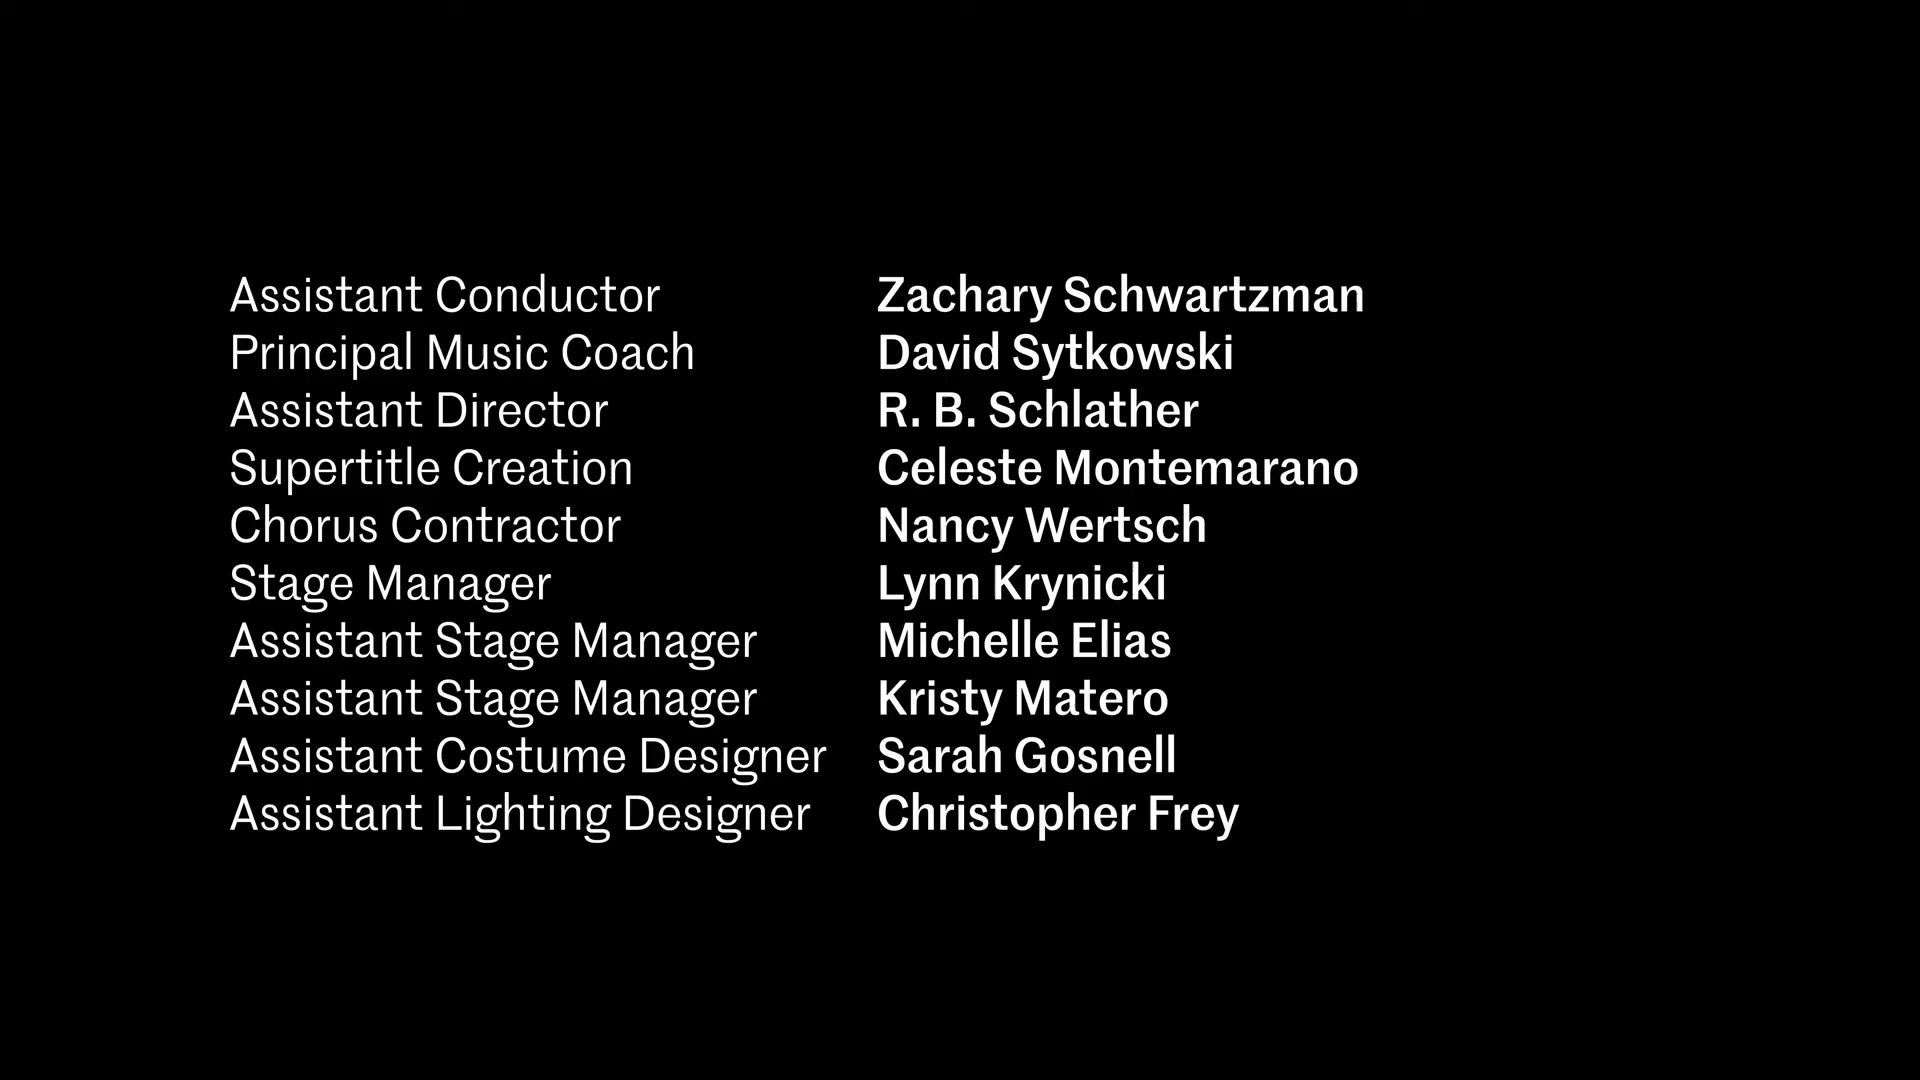 Assistant Conductor Zachary Schwartzman
Principal Music Coach David Sytkowski
Assistant Director R. B. Schlather
Supertitle Creation Celeste Montemarano
Chorus Contractor Nancy Wertsch
Stage Manager Lynn Krynicki
Assistant Stage Manager Michelle Elias
Assistant Stage Manager Kristy Matero
Assistant Costume Designer Sarah Gosnell
Assistant Lighting Designer Christopher Frey